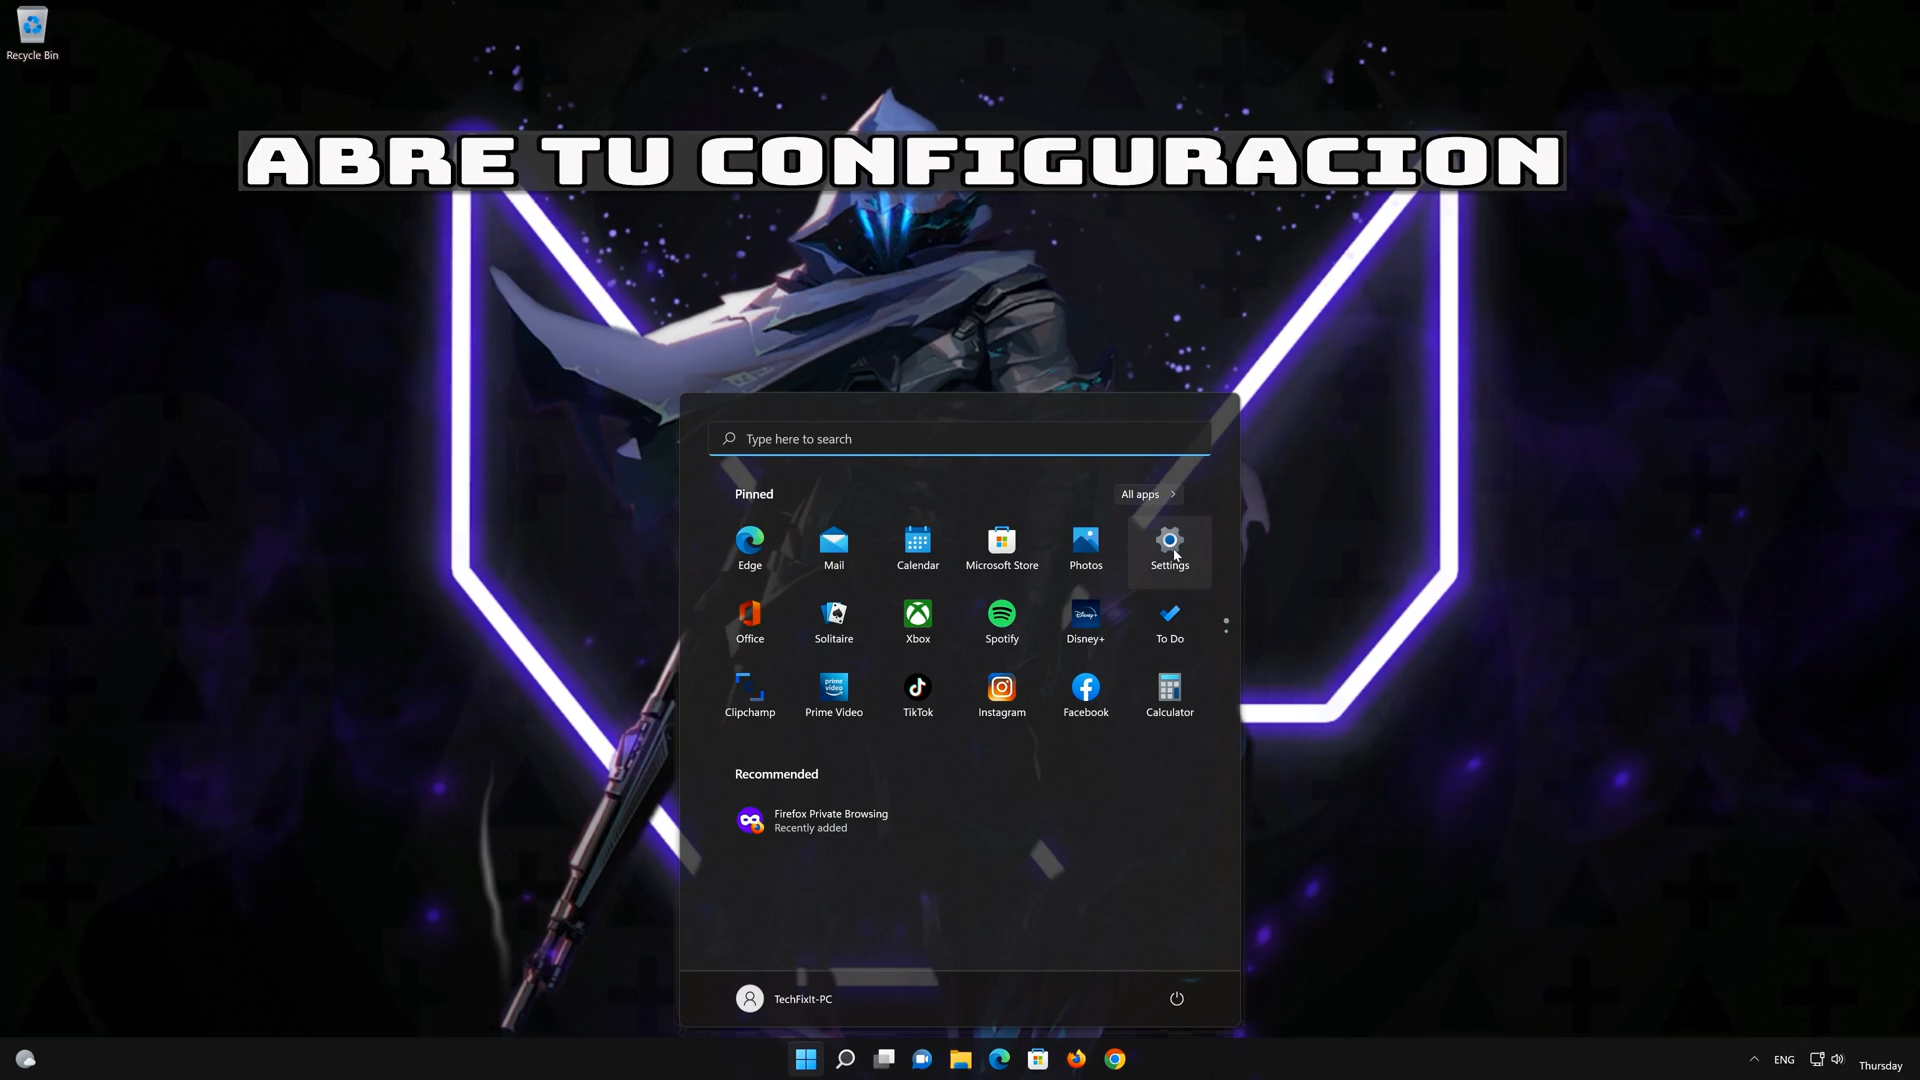 Recycle Bin
ABRE TU CONFIGURACION
Type here to search
Pinned
All apps
Edge
Mail
Calendar
Microsoft Store
Photos
Settings
Office
Solitaire
Xbox
Spotify
Disney+
To Do
Clipchamp
Prime Video
TikTok
Instagram
Facebook
Calculator
Recommended
Firefox Private Browsing
Recently added
TechFixIt-PC
ENG
Thursday